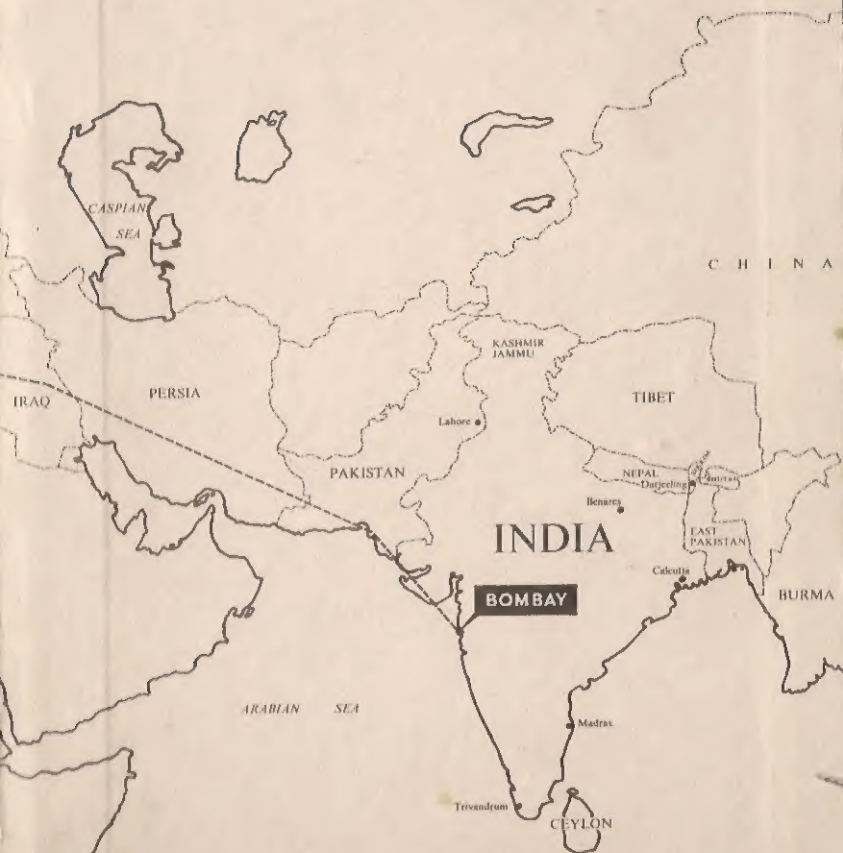 CASPIAN
SEA
C H I N A
KASHMIR
JAMMU
IRAQ
PERSIA
TIBET
Lahore
PAKISTAN
NEPAL
Darjeeling
Benares
INDIA
EAST
PAKISTAN
Calcutta
BOMBAY
BURMA
ARABIAN SEA
Madras
Trivandrum
CEYLON